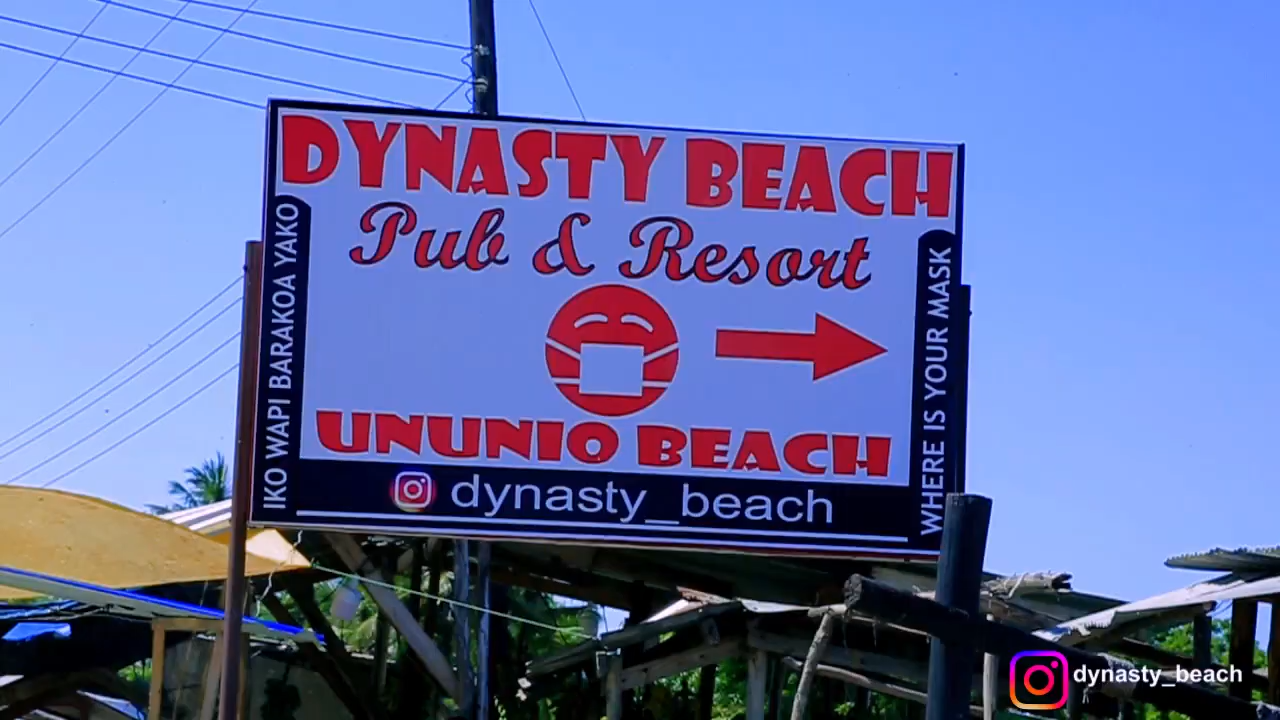 DYNASTY BEACH
Pub & Resort
IKO WAPI BARAKOA YAKO
WHERE IS YOUR MASK
UNUNIO BEACH
dynasty_beach
dynasty_beach